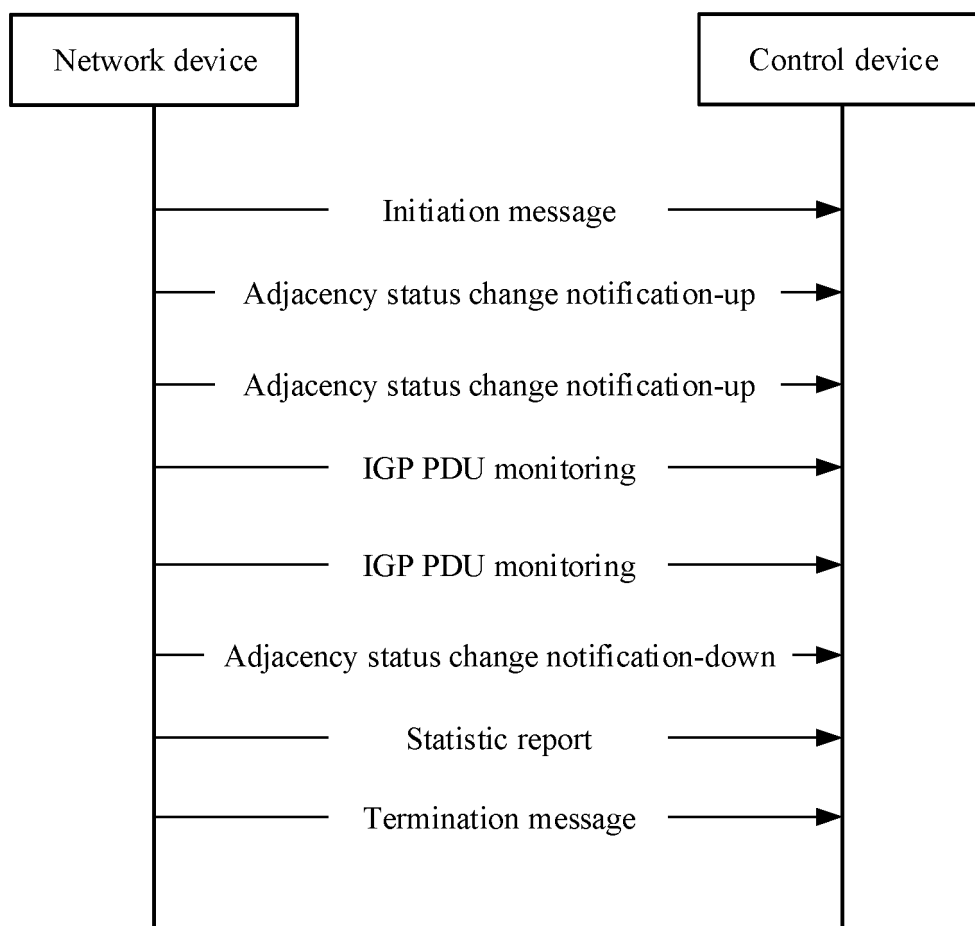 Network device
Control device
Initiation message
Adjacency status change notification-up
Adjacency status change notification-up
IGP PDU monitoring
IGP PDU monitoring
Adjacency status change notification-down
Statistic report
Termination message